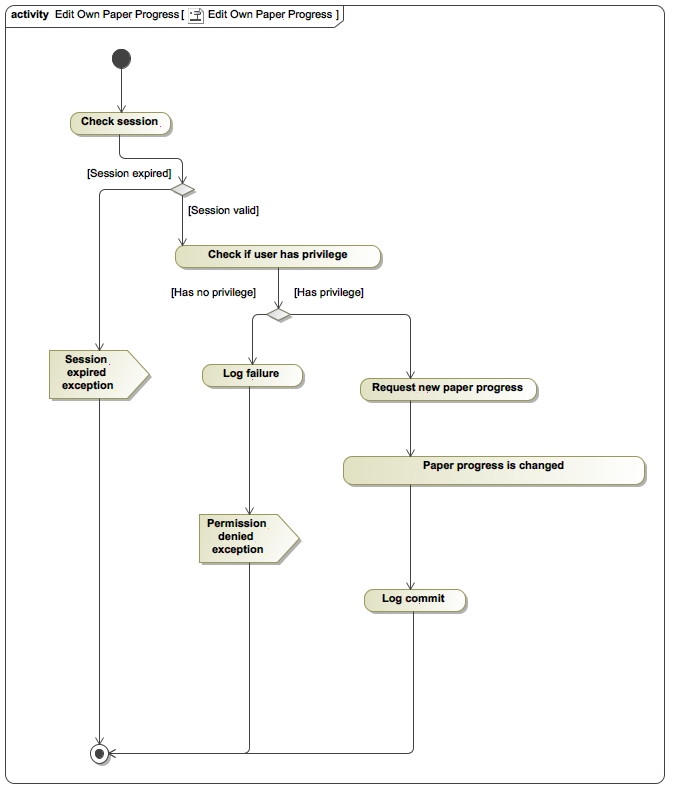 activity Edit Own Paper Progress[ Edit Own Paper Progress ]
Check session
[Session expired]
[Session valid]
Check if user has privilege
[Has no privilege] [Has privilege]
Session
expired
exception
Log failure
Request new paper progress
Paper progress is changed
Permission
denied
exception
Log commit